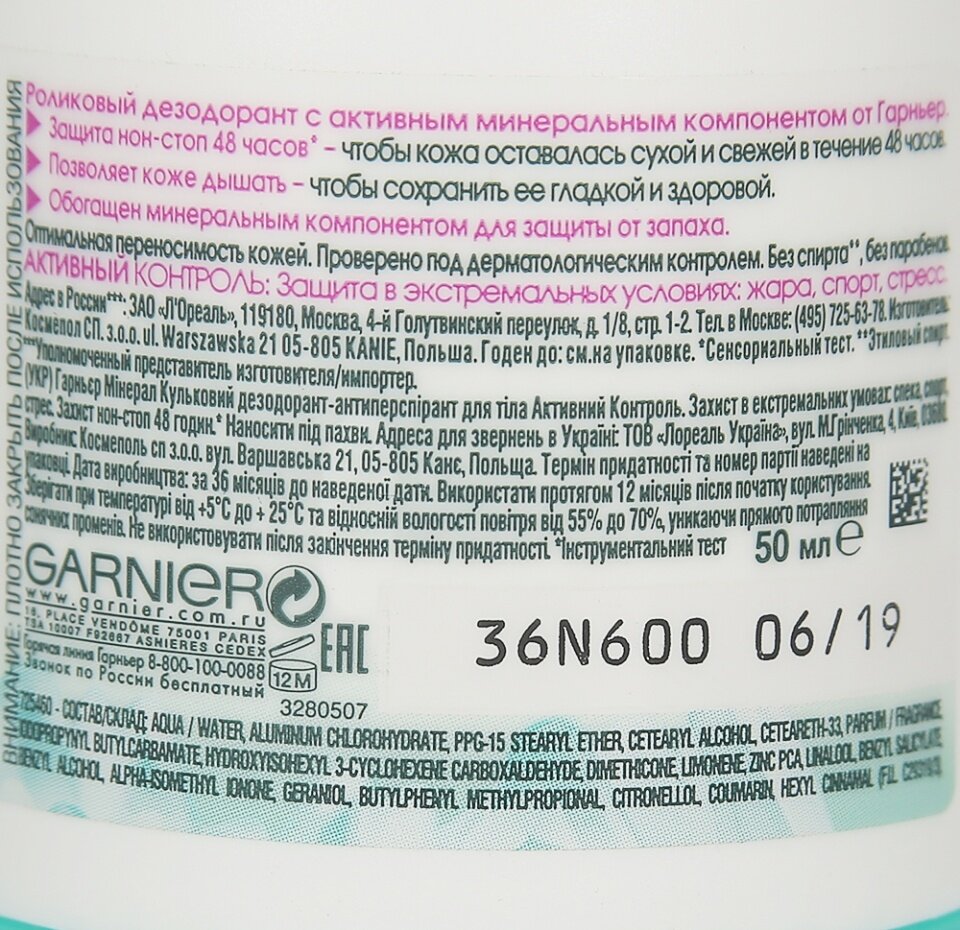 Роликовый дезодорант с активным минеральным компонентом от Гарньер.
Защита нон-стоп 48 часов* – чтобы кожа оставалась сухой и свежей в течение 48 часов.
Позволяет коже дышать – чтобы сохранить ее гладкой и здоровой.
Обогащен минеральным компонентом для защиты от запаха.
Оптимальная переносимость кожей. Проверено под дерматологическим контролем. Без спирта**, без парабенов.
АКТИВНЫЙ КОНТРОЛЬ: Защита в экстремальных условиях: жара, спорт, стресс.
Адрес в России***: ЗАО «Л'Ореаль», 119180, Москва, 4-й Голутвинский переулок, д. 1/8, стр. 1-2. Тел. в Москве: (495) 725-63-78. Изготовитель:
Космепол СП. з.о.о. ul. Warszawska 21 05-805 KANIE, Польша. Годен до: см.на упаковке. *Сенсориальный тест. **Этиловый спирт.
***Уполномоченный представитель изготовителя/импортер.
(УКР) Гарньєр Мінерал Кульковий дезодорант-антиперспірант для тіла Активний Контроль. Захист в екстремальних умовах: спека, спорт,
стрес. Захист нон-стоп 48 годин.* Наносити під пахви. Адреса для звернень в Україні: ТОВ «Лореаль Україна», вул. М.Грінченка, 4, Київ, 03680.
Виробник: Косметоль сп з.о.о. вул. Варшавська 21, 05-805 Канє, Польща. Термін придатності та номер партії наведені на
упаковці. Дата виробництва: за 36 місяців до наведеної дати. Використати протягом 12 місяців після початку користування.
Зберігати при температурі від +5°С до + 25°С та відносній вологості повітря від 55% до 70%, уникаючи прямого потрапляння
сонячних променів. Не використовувати після закінчення терміну придатності. *Інструментальний тест
50 мл e
ВНИМАНИЕ: ПЛОТНО ЗАКРЫТЬ ПОСЛЕ ИСПОЛЬЗОВАНИЯ
GARNIER
www.garnier.com.ru
16, PLACE VENDÔME 75001 PARIS
TSA 10007 F92667 ASNIERES CEDEX
Горячая линия Гарньер 8-800-100-0088
Звонок по России бесплатный
12M
EAC
3280507
36N600 06/19
725460 - СОСТАВ/СКЛАД: AQUA / WATER, ALUMINUM CHLOROHYDRATE, PPG-15 STEARYL ETHER, CETEARYL ALCOHOL, CETEARETH-33, PARFUM / FRAGRANCE
IODOPROPYNYL BUTYLCARBAMATE, HYDROXYISOHEXYL 3-CYCLOHEXENE CARBOXALDEHYDE, DIMETHICONE, LIMONENE, ZINC PCA, LINALOOL, BENZYL SALICYLATE,
BENZYL ALCOHOL, ALPHA-ISOMETHYL IONONE, GERANIOL, BUTYLPHENYL METHYLPROPIONAL, CITRONELLOL, COUMARIN, HEXYL CINNAMAL (F.I.L.